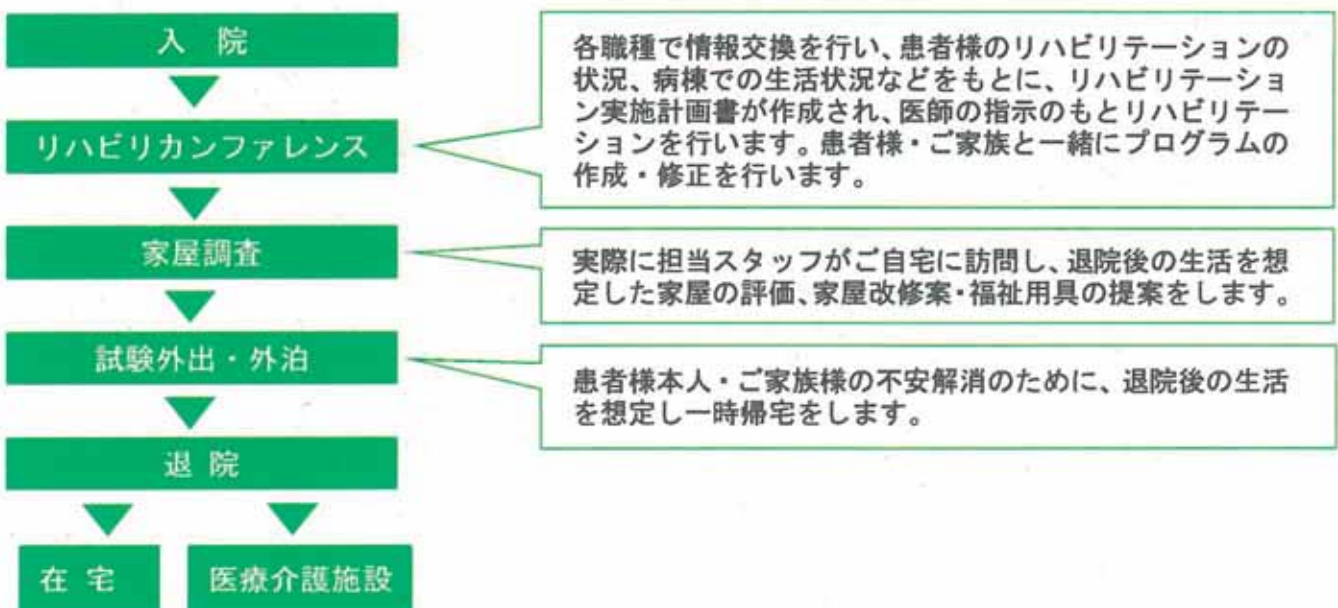 入 院
リハビリカンファレンス
各職種で情報交換を行い、患者様のリハビリテーションの
状況、病棟での生活状況などをもとに、リハビリテーショ
ン実施計画書が作成され、医師の指示のもとリハビリテー
ションを行います。患者様・ご家族と一緒にプログラムの
作成・修正を行います。
家屋調査
実際に担当スタッフがご自宅に訪問し、退院後の生活を想
定した家屋の評価、家屋改修案・福祉用具の提案をします。
試験外出・外泊
患者様本人・ご家族様の不安解消のために、退院後の生活
を想定し一時帰宅をします。
退 院
在 宅
医療介護施設